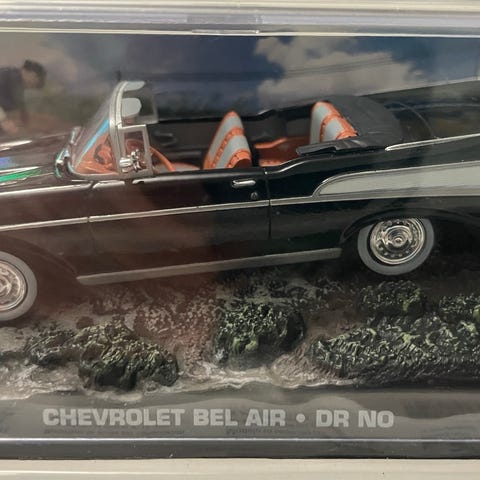 CHEVROLET BEL AIR • DR NO